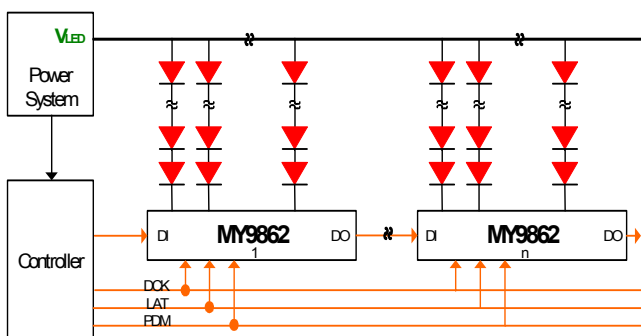 VLED
Power
System
Controller
DI MY9862 DO
1
DI MY9862 DO
n
DCK
LAT
PDM